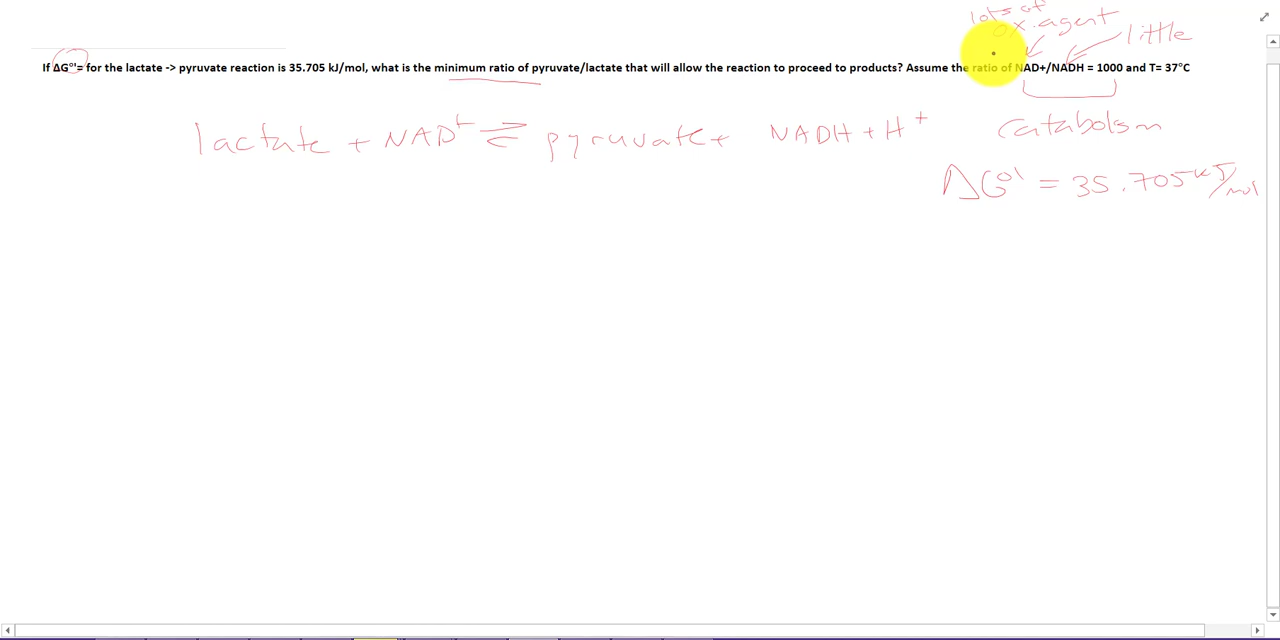 lots of
ox. agent
little
If ΔG°'= for the lactate -> pyruvate reaction is 35.705 kJ/mol, what is the minimum ratio of pyruvate/lactate that will allow the reaction to proceed to products? Assume the ratio of NAD+/NADH = 1000 and T= 37°C
lactate + NAD+ ⇌ pyruvate + NADH + H+
Catabolsm
ΔG°' = 35.705 kJ/mol